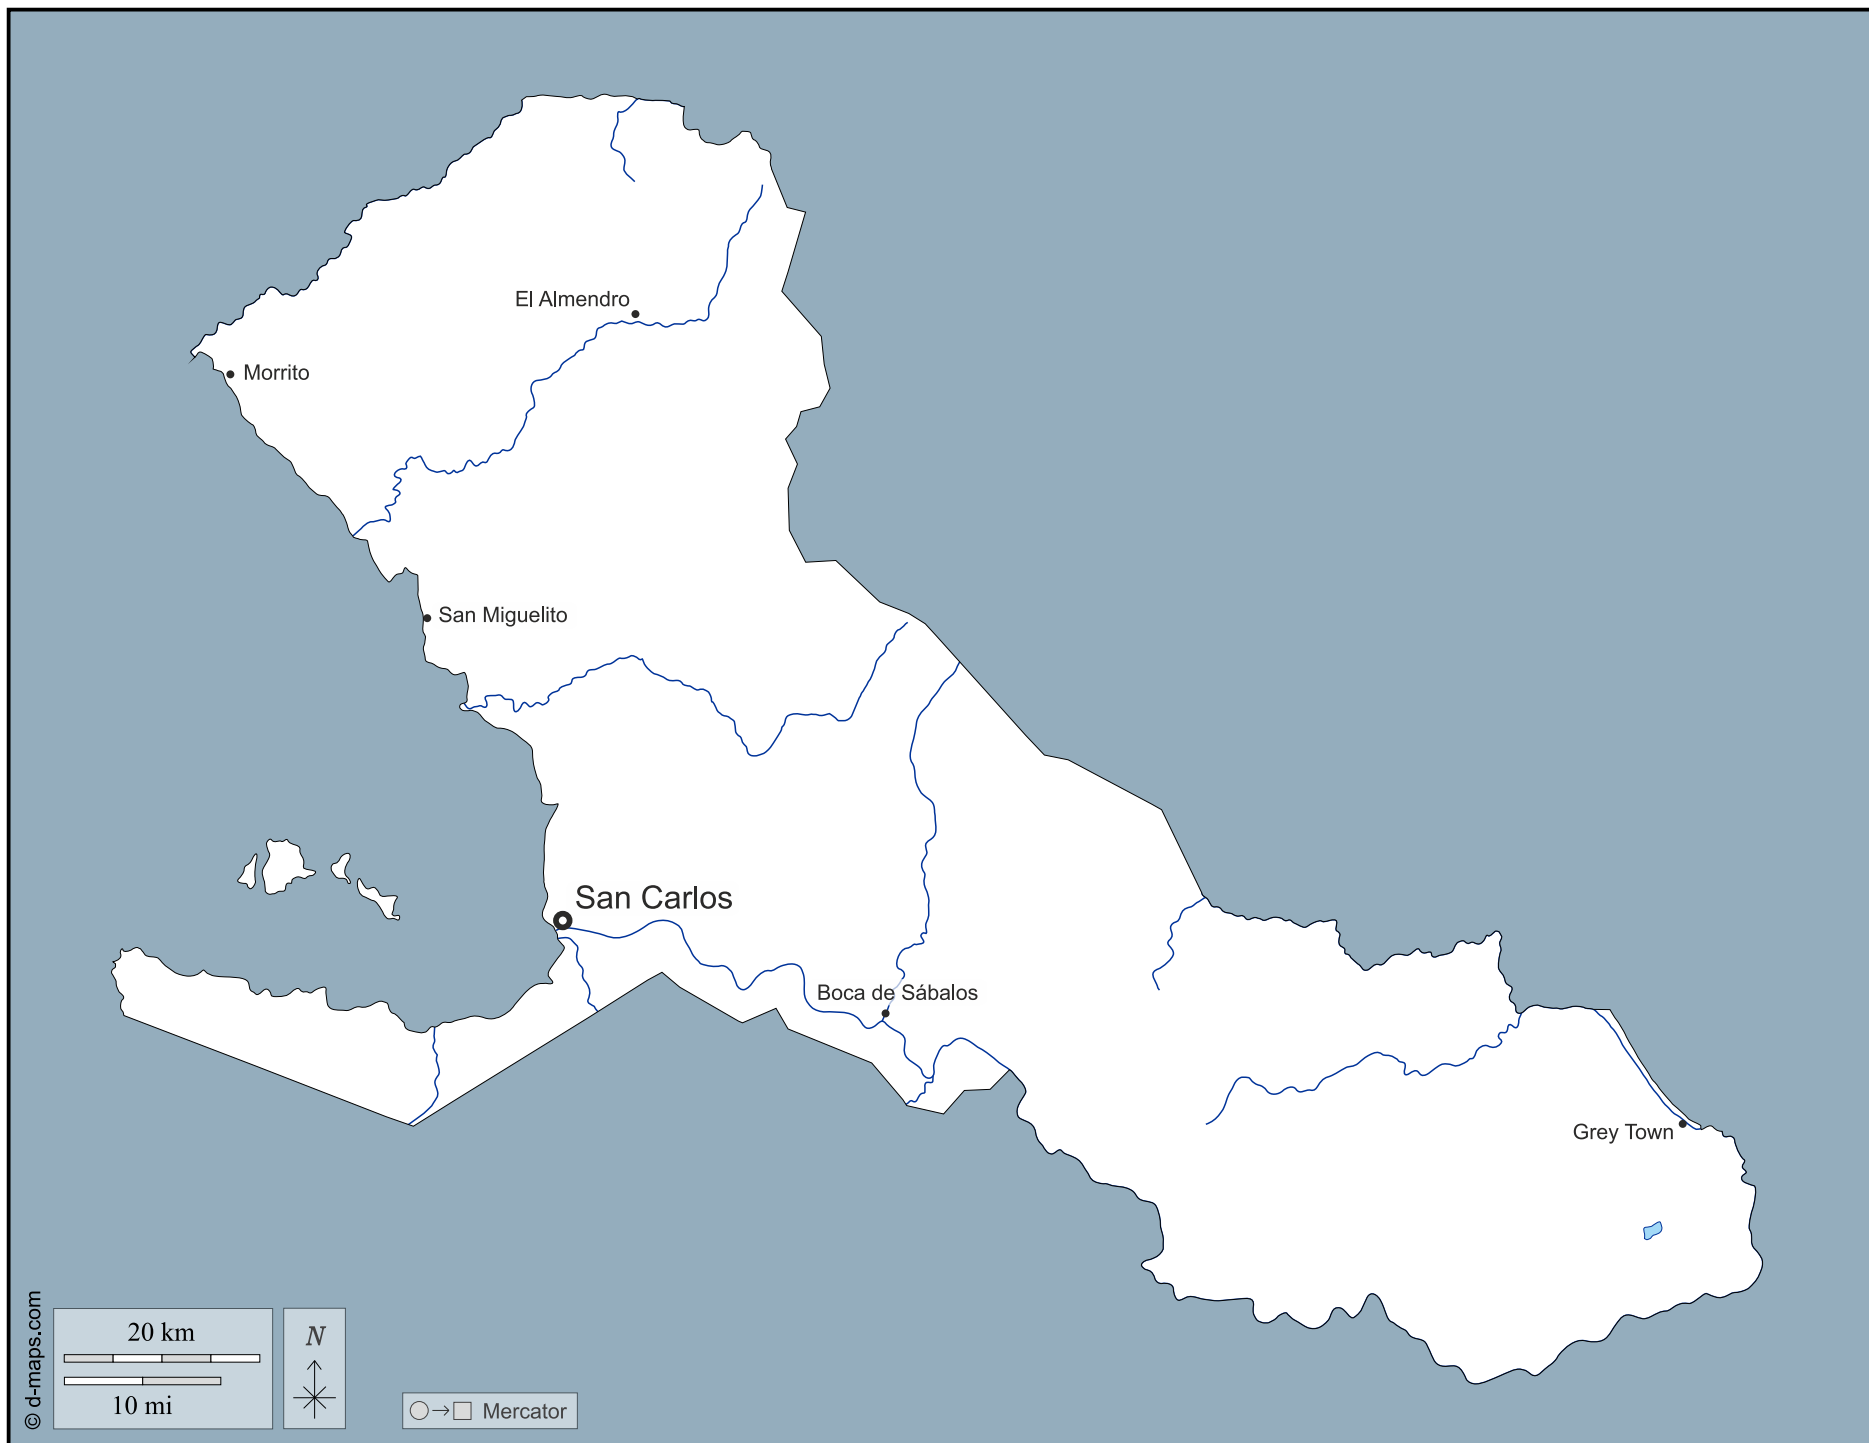 El Almendro
Morrito
San Miguelito
San Carlos
Boca de Sábalos
Grey Town
© d-maps.com
20 km
10 mi
N
Mercator